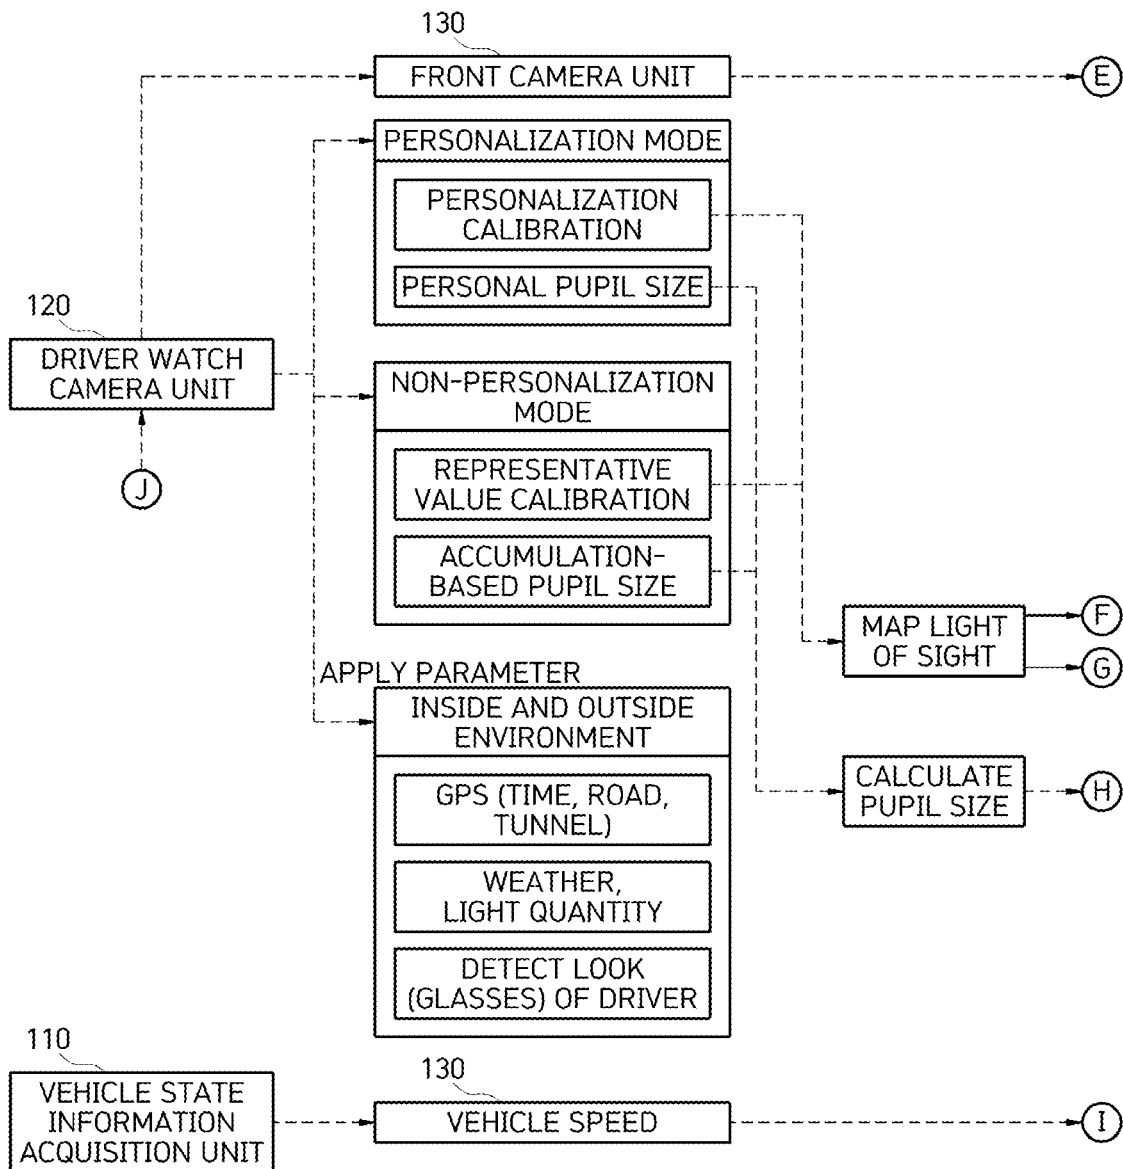 130
FRONT CAMERA UNIT
E
PERSONALIZATION MODE
PERSONALIZATION
CALIBRATION
PERSONAL PUPIL SIZE
120
DRIVER WATCH
CAMERA UNIT
J
NON-PERSONALIZATION
MODE
REPRESENTATIVE
VALUE CALIBRATION
ACCUMULATION-
BASED PUPIL SIZE
MAP LIGHT
OF SIGHT
F
G
APPLY PARAMETER
INSIDE AND OUTSIDE
ENVIRONMENT
GPS (TIME, ROAD,
TUNNEL)
WEATHER,
LIGHT QUANTITY
DETECT LOOK
(GLASSES) OF DRIVER
CALCULATE
PUPIL SIZE
H
110
VEHICLE STATE
INFORMATION
ACQUISITION UNIT
130
VEHICLE SPEED
I